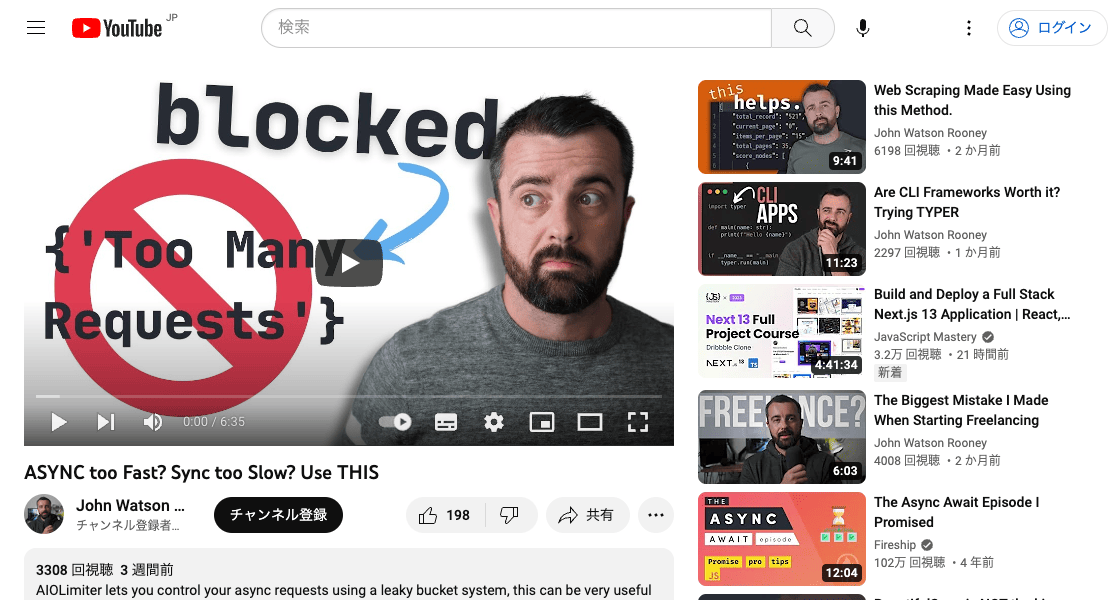 YouTube JP
検索
ログイン
blocked
{'Too Many
Requests'}
0:00 / 6:35
ASYNC too Fast? Sync too Slow? Use THIS
John Watson ...
チャンネル登録者...
チャンネル登録
198
共有
3308 回視聴 3 週間前
AIOLimiter lets you control your async requests using a leaky bucket system, this can be very useful
this
helps.
"total_record": "521",
"current_page": "0",
"items_per_page": "15"
"total_pages": 35,
"score_nodes": [
9:41
Web Scraping Made Easy Using
this Method.
John Watson Rooney
6198 回視聴 ・2 か月前
CLI
APPS
import typer
def main(name: str):
print(f"Hello {name}")
if __name__ == "__main__
typer.run(main)
11:23
Are CLI Frameworks Worth it?
Trying TYPER
John Watson Rooney
2297 回視聴 ・1 か月前
Next 13 Full
Project Course
Dribbble Clone
NEXT.JS 13 TS
4:41:34
Build and Deploy a Full Stack
Next.js 13 Application | React,...
JavaScript Mastery
3.2万 回視聴 ・21 時間前
新着
FREELANCE?
6:03
The Biggest Mistake I Made
When Starting Freelancing
John Watson Rooney
4008 回視聴 ・2 か月前
THE
ASYNC
AWAIT episode
Promise pro tips
JS
12:04
The Async Await Episode I
Promised
Fireship
102万 回視聴 ・4 年前